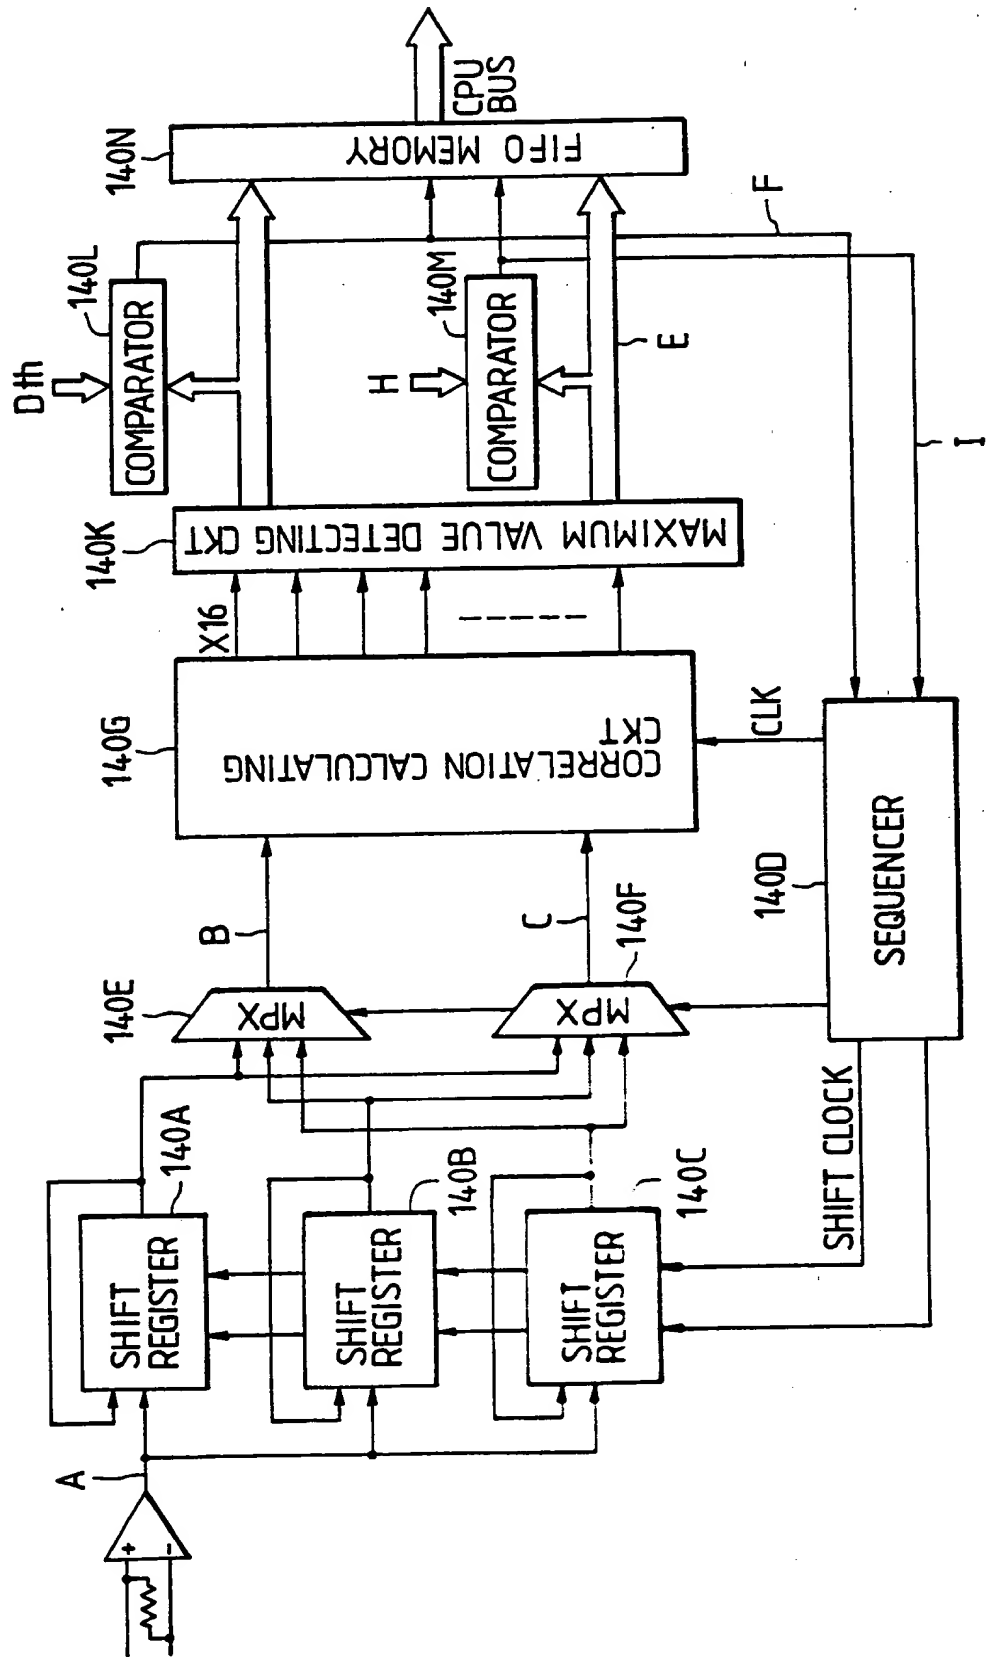 A
+
-
SHIFT
REGISTER
140A
SHIFT
REGISTER
140B
SHIFT
REGISTER
140C
SHIFT CLOCK
140E
MPX
B
MPX
140F
C
140D
SEQUENCER
CLK
140G
CORRELATION CALCULATING
CKT
X16
140K
MAXIMUM VALUE DETECTING CKT
Dth
COMPARATOR
140L
H
COMPARATOR
140M
E
F
I
140N
FIFO MEMORY
CPU
BUS